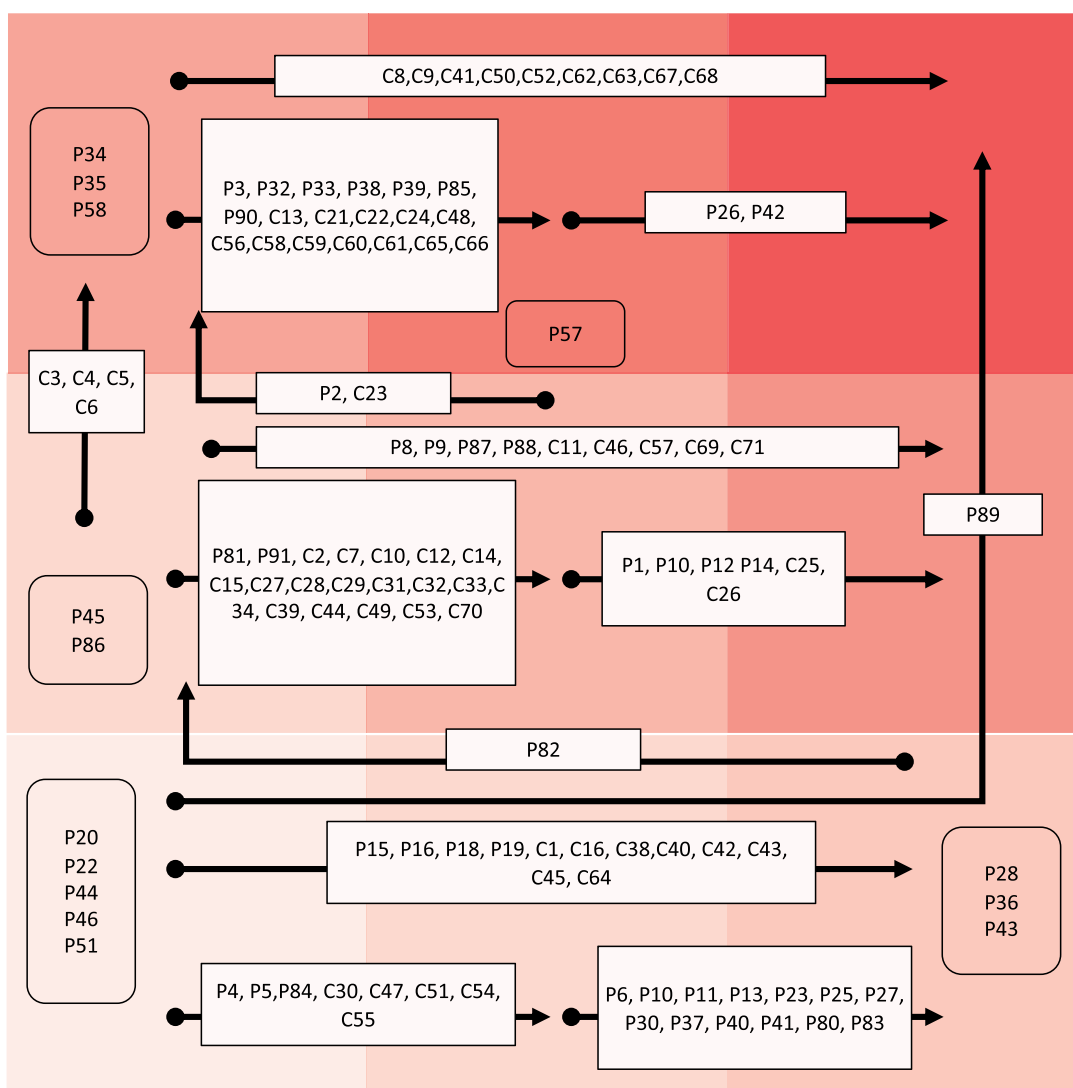 C8,C9,C41,C50,C52,C62,C63,C67,C68
P34
P35
P58
P3, P32, P33, P38, P39, P85,
P90, C13, C21,C22,C24,C48,
C56,C58,C59,C60,C61,C65,C66
P26, P42
P57
C3, C4, C5,
C6
P2, C23
P8, P9, P87, P88, C11, C46, C57, C69, C71
P89
P81, P91, C2, C7, C10, C12, C14,
C15,C27,C28,C29,C31,C32,C33,C
34, C39, C44, C49, C53, C70
P1, P10, P12 P14, C25,
C26
P45
P86
P82
P20
P22
P44
P46
P51
P15, P16, P18, P19, C1, C16, C38,C40, C42, C43,
C45, C64
P28
P36
P43
P4, P5,P84, C30, C47, C51, C54,
C55
P6, P10, P11, P13, P23, P25, P27,
P30, P37, P40, P41, P80, P83